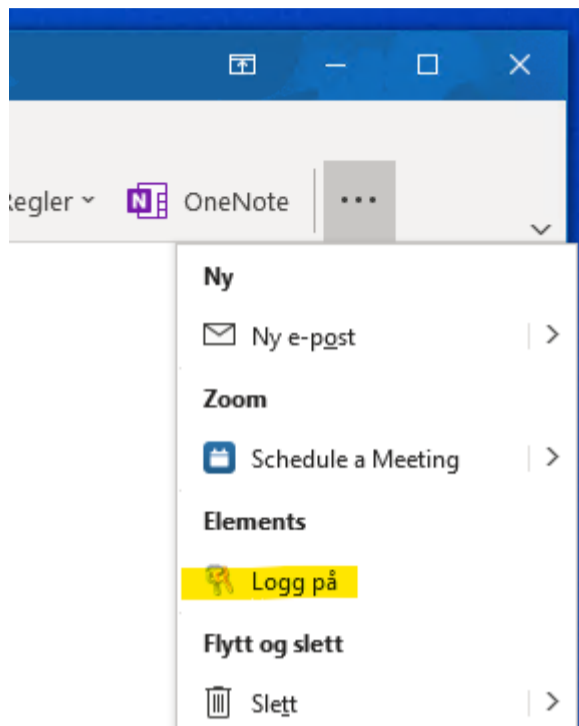 Regler
OneNote
Ny
Ny e-post
Zoom
Schedule a Meeting
Elements
Logg på
Flytt og slett
Slett